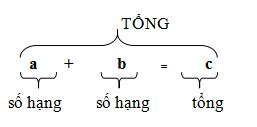 TỔNG
a + b = c
số hạng số hạng tổng